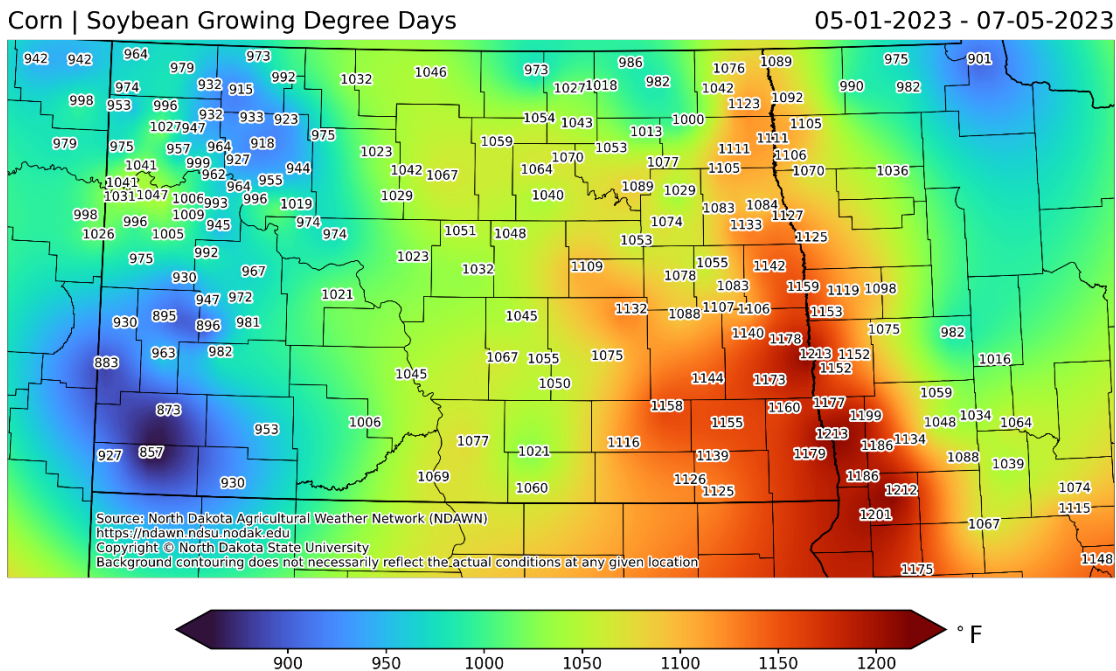 Corn | Soybean Growing Degree Days 05-01-2023 - 07-05-2023
942 942 964 979 973 992 1032 1046 973 986 982 1076 1089 975 901
974 932 915 1027 1018 1042 990 982
998 953 996 932 933 923 1123 1092
1027 947 975 1054 1043 1013 1000 1105
979 975 957 964 918 1023 1059 1053 1111 1111 1106
1041 999 927 944 1042 1067 1064 1070 1077 1105 1070 1036
1041 962 964 955
1031 1047 1006 993 996 1019 1029 1040 1089 1029
998 996 1009 945 974 1083 1084 1127
1026 1005 974 1051 1048 1053 1074 1133 1125
975 992 967 1023 1032 1109 1078 1055 1142
930 947 972 1021 1083 1159 1119 1098
930 895 896 981 1045 1132 1088 1107 1106 1153
883 963 982 1067 1055 1075 1140 1178 1213 1152 1075 982 1016
1045 1050 1144 1173 1152
873 1158 1160 1177 1059
953 1006 1155 1199 1048 1034 1064
927 857 1077 1021 1116 1139 1179 1213 1186 1134 1088 1039
930 1069 1060 1126 1125 1186 1212 1074
1201 1067 1115
1175 1148
Source: North Dakota Agricultural Weather Network (NDAWN)
https://ndawn.ndsu.nodak.edu
Copyright © North Dakota State University
Background contouring does not necessarily reflect the actual conditions at any given location
900 950 1000 1050 1100 1150 1200 °F